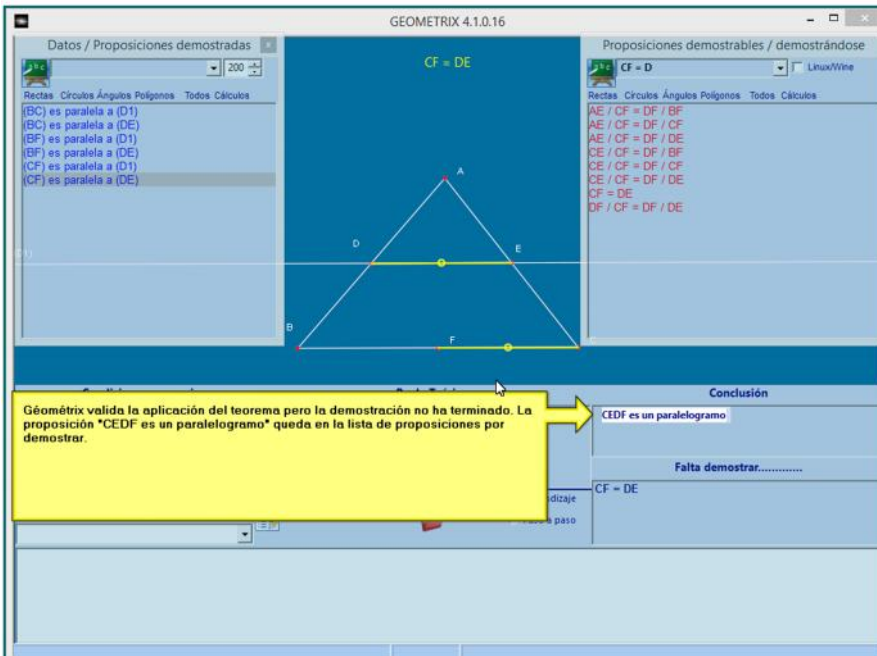 GEOMETRIX 4.1.0.16
Datos / Proposiciones demostradas
200
Rectas Círculos Ángulos Polígonos Todos Cálculos
(BC) es paralela a (D1)
(BC) es paralela a (DE)
(BF) es paralela a (D1)
(BF) es paralela a (DE)
(CF) es paralela a (D1)
(CF) es paralela a (DE)
CF = DE
A
D
E
B
F
C
Proposiciones demostrables / demostrándose
CF = D
Linux/Wine
Rectas Círculos Ángulos Polígonos Todos Cálculos
AE / CF = DF / BF
AE / CF = DF / CF
AE / CF = DF / DE
CE / CF = DF / BF
CE / CF = DF / CF
CE / CF = DF / DE
CF = DE
DF / CF = DF / DE
Géométrix valida la aplicación del teorema pero la demostración no ha terminado. La
proposición "CEDF es un paralelogramo" queda en la lista de proposiciones por
demostrar.
Conclusión
CEDF es un paralelogramo
Falta demostrar.............
CF = DE
dizaje
a paso